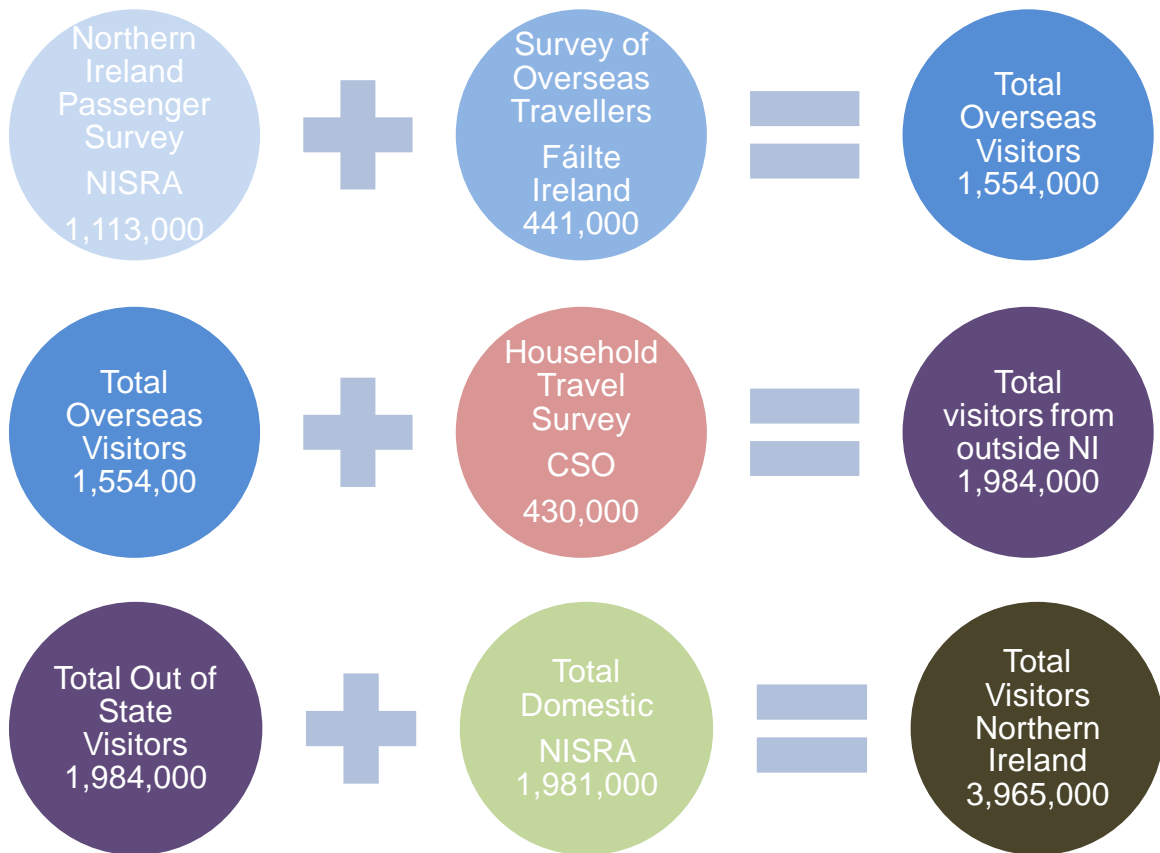 Northern
Ireland
Passenger
Survey
NISRA
1,113,000
Survey of
Overseas
Travellers
Fáilte
Ireland
441,000
Total
Overseas
Visitors
1,554,000
Total
Overseas
Visitors
1,554,00
Household
Travel
Survey
CSO
430,000
Total
visitors from
outside NI
1,984,000
Total Out of
State
Visitors
1,984,000
Total
Domestic
NISRA
1,981,000
Total
Visitors
Northern
Ireland
3,965,000